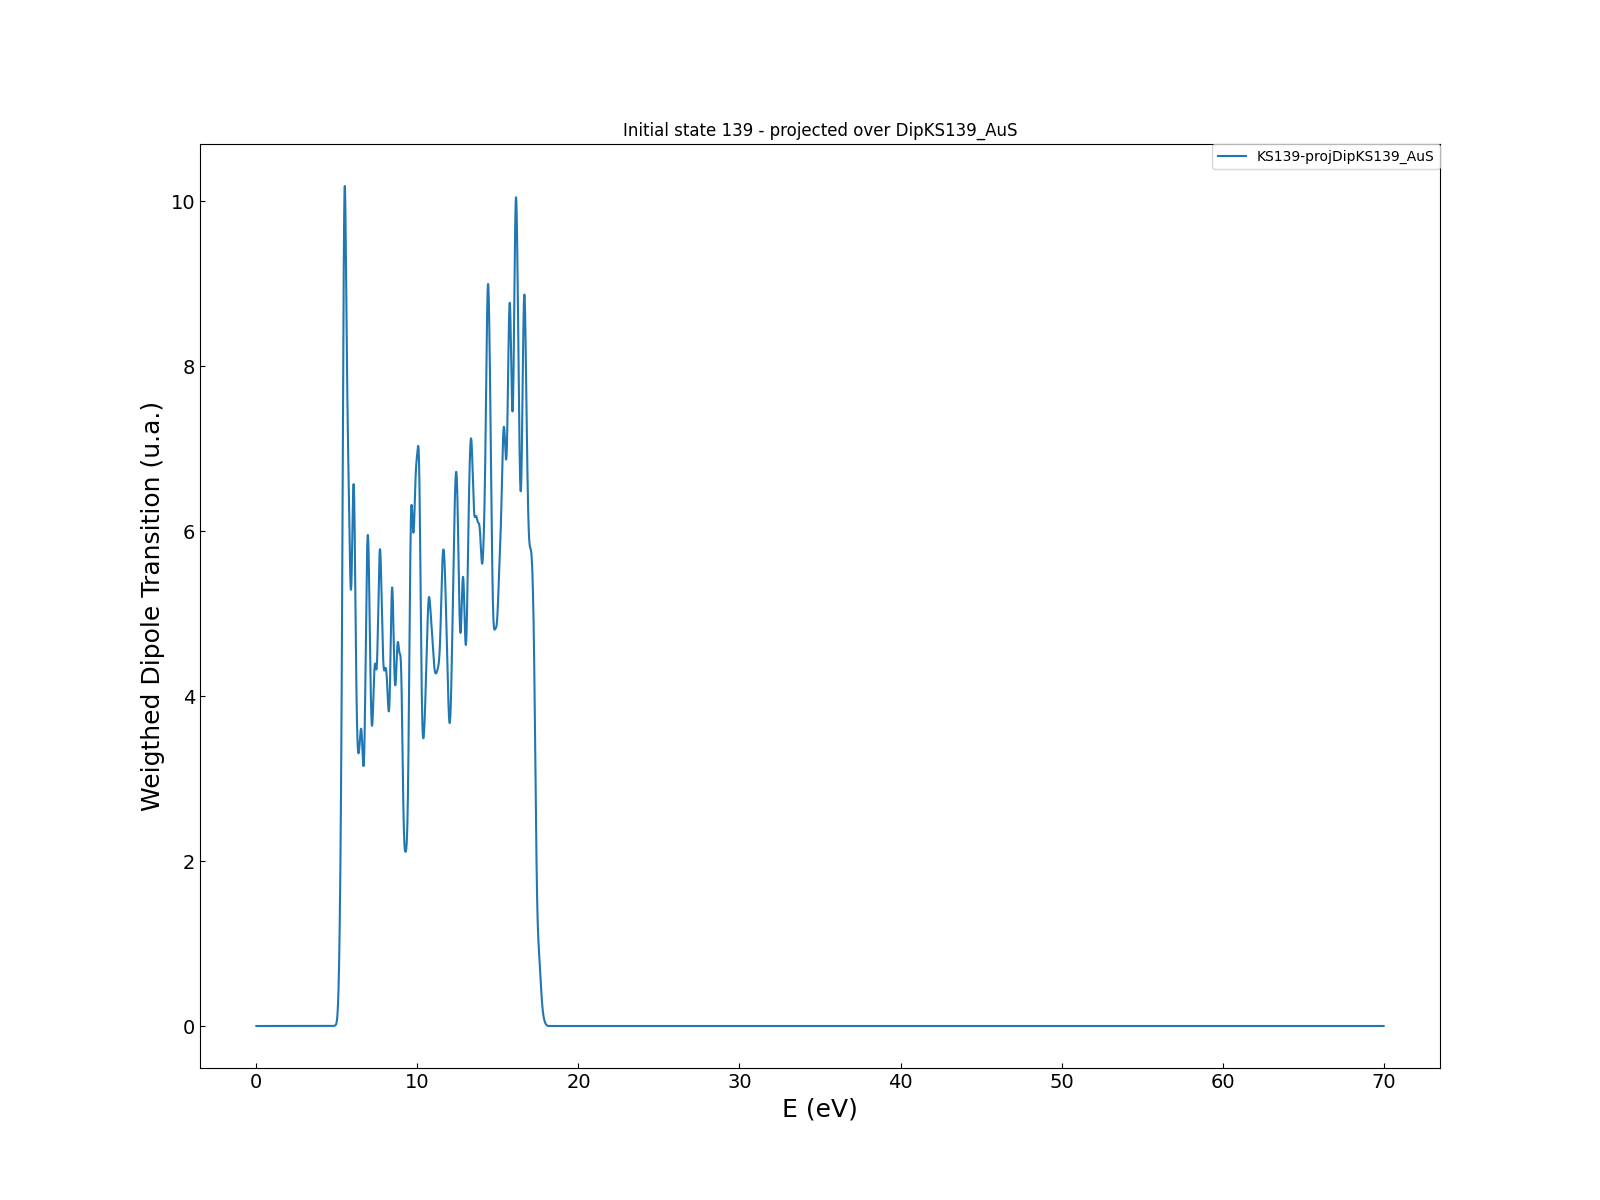 Initial state 139 - projected over DipKS139_AuS
KS139-projDipKS139_AuS
10
8
6
4
2
0
Weigthed Dipole Transition (u.a.)
0 10 20 30 40 50 60 70
E (eV)